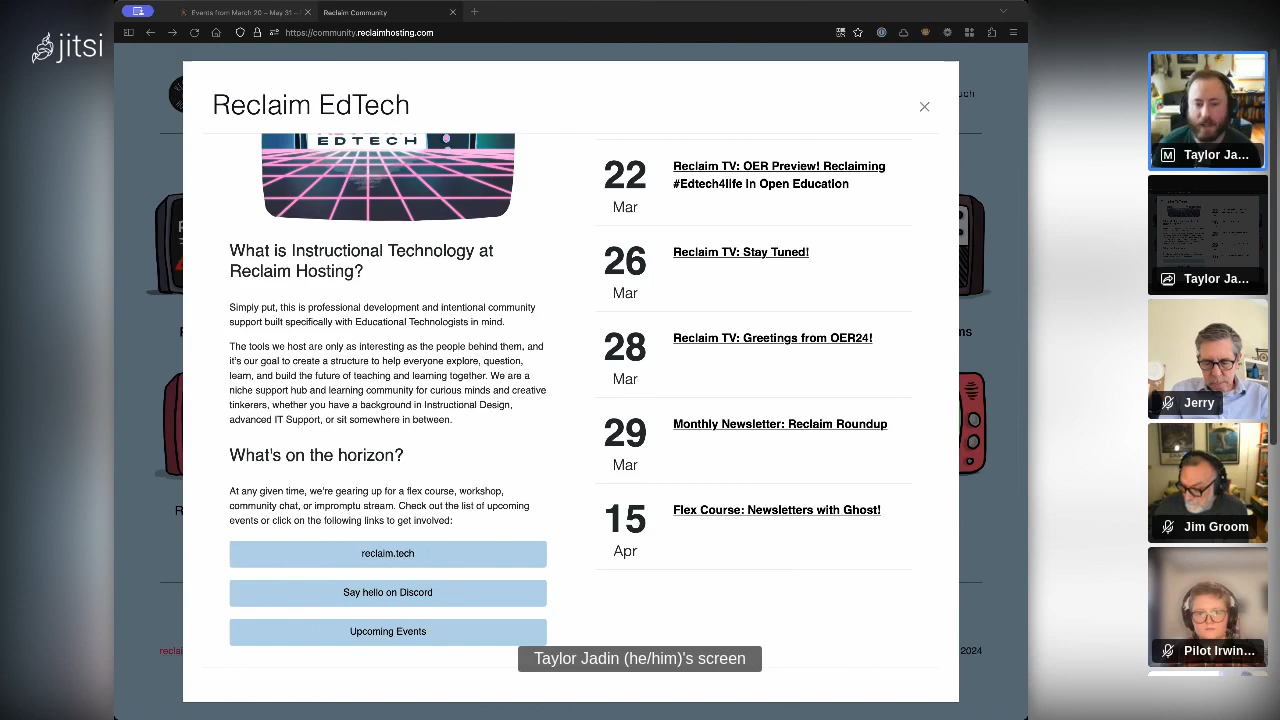 jitsi
Events from March 20 – May 31 –
Reclaim Community
https://community.reclaimhosting.com
Reclaim EdTech
EDTECH
What is Instructional Technology at
Reclaim Hosting?
Simply put, this is professional development and intentional community
support built specifically with Educational Technologists in mind.
The tools we host are only as interesting as the people behind them, and
it's our goal to create a structure to help everyone explore, question,
learn, and build the future of teaching and learning together. We are a
niche support hub and learning community for curious minds and creative
tinkerers, whether you have a background in Instructional Design,
advanced IT Support, or sit somewhere in between.
What's on the horizon?
At any given time, we're gearing up for a flex course, workshop,
community chat, or impromptu stream. Check out the list of upcoming
events or click on the following links to get involved:
reclaim.tech
Say hello on Discord
Upcoming Events
22
Mar
Reclaim TV: OER Preview! Reclaiming
#Edtech4life in Open Education
26
Mar
Reclaim TV: Stay Tuned!
28
Mar
Reclaim TV: Greetings from OER24!
29
Mar
Monthly Newsletter: Reclaim Roundup
15
Apr
Flex Course: Newsletters with Ghost!
2024
Taylor Jadin (he/him)'s screen
M
Taylor Ja...
Taylor Ja...
Jerry
Jim Groom
Pilot Irwin...